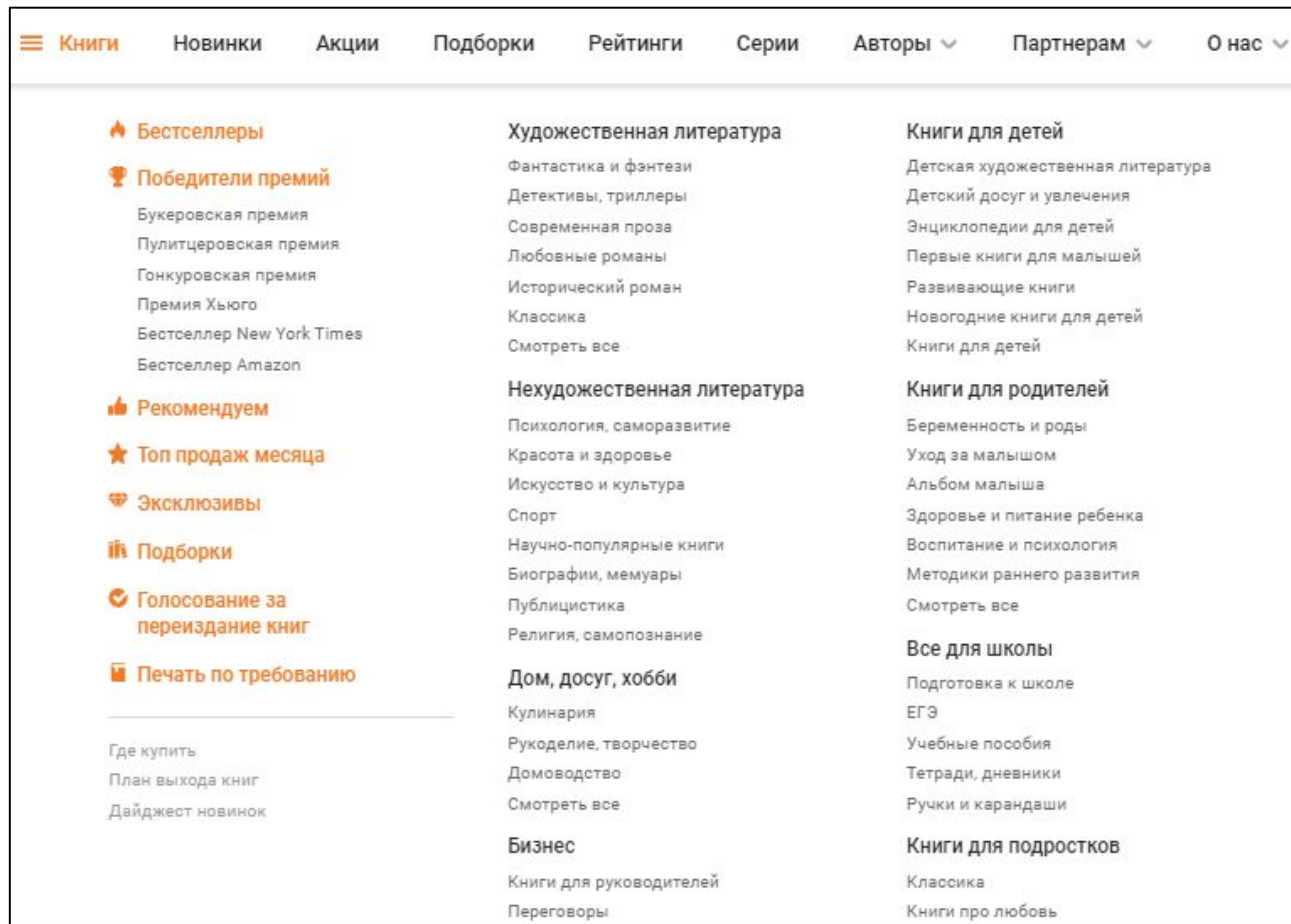 Книги Новинки Акции Подборки Рейтинги Серии Авторы Партнерам О нас
Бестселлеры
Победители премий
Букеровская премия
Пулитцеровская премия
Гонкуровская премия
Премия Хьюго
Бестселлер New York Times
Бестселлер Amazon
Рекомендуем
Топ продаж месяца
Эксклюзивы
Подборки
Голосование за
переиздание книг
Печать по требованию
Где купить
План выхода книг
Дайджест новинок
Художественная литература
Фантастика и фэнтези
Детективы, триллеры
Современная проза
Любовные романы
Исторический роман
Классика
Смотреть все
Нехудожественная литература
Психология, саморазвитие
Красота и здоровье
Искусство и культура
Спорт
Научно-популярные книги
Биографии, мемуары
Публицистика
Религия, самопознание
Дом, досуг, хобби
Кулинария
Рукоделие, творчество
Домоводство
Смотреть все
Бизнес
Книги для руководителей
Переговоры
Книги для детей
Детская художественная литература
Детский досуг и увлечения
Энциклопедии для детей
Первые книги для малышей
Развивающие книги
Новогодние книги для детей
Книги для детей
Книги для родителей
Беременность и роды
Уход за малышом
Альбом малыша
Здоровье и питание ребенка
Воспитание и психология
Методики раннего развития
Смотреть все
Все для школы
Подготовка к школе
ЕГЭ
Учебные пособия
Тетради, дневники
Ручки и карандаши
Книги для подростков
Классика
Книги про любовь